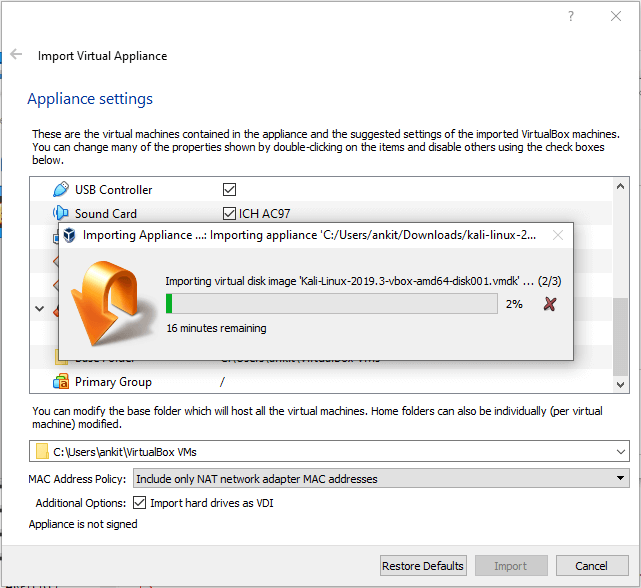 ?
Import Virtual Appliance
Appliance settings
These are the virtual machines contained in the appliance and the suggested settings of the imported VirtualBox machines.
You can change many of the properties shown by double-clicking on the items and disable others using the check boxes
below.
USB Controller
Sound Card ICH AC97
Importing Appliance ...: Importing appliance 'C:/Users/ankit/Downloads/kali-linux-2...
Importing virtual disk image 'Kali-Linux-2019.3-vbox-amd64-disk001.vmdk' ... (2/3)
2%
16 minutes remaining
Base Folder C:\Users\ankit\VirtualBox VMs
Primary Group /
You can modify the base folder which will host all the virtual machines. Home folders can also be individually (per virtual
machine) modified.
C:\Users\ankit\VirtualBox VMs
MAC Address Policy: Include only NAT network adapter MAC addresses
Additional Options: Import hard drives as VDI
Appliance is not signed
Restore Defaults Import Cancel